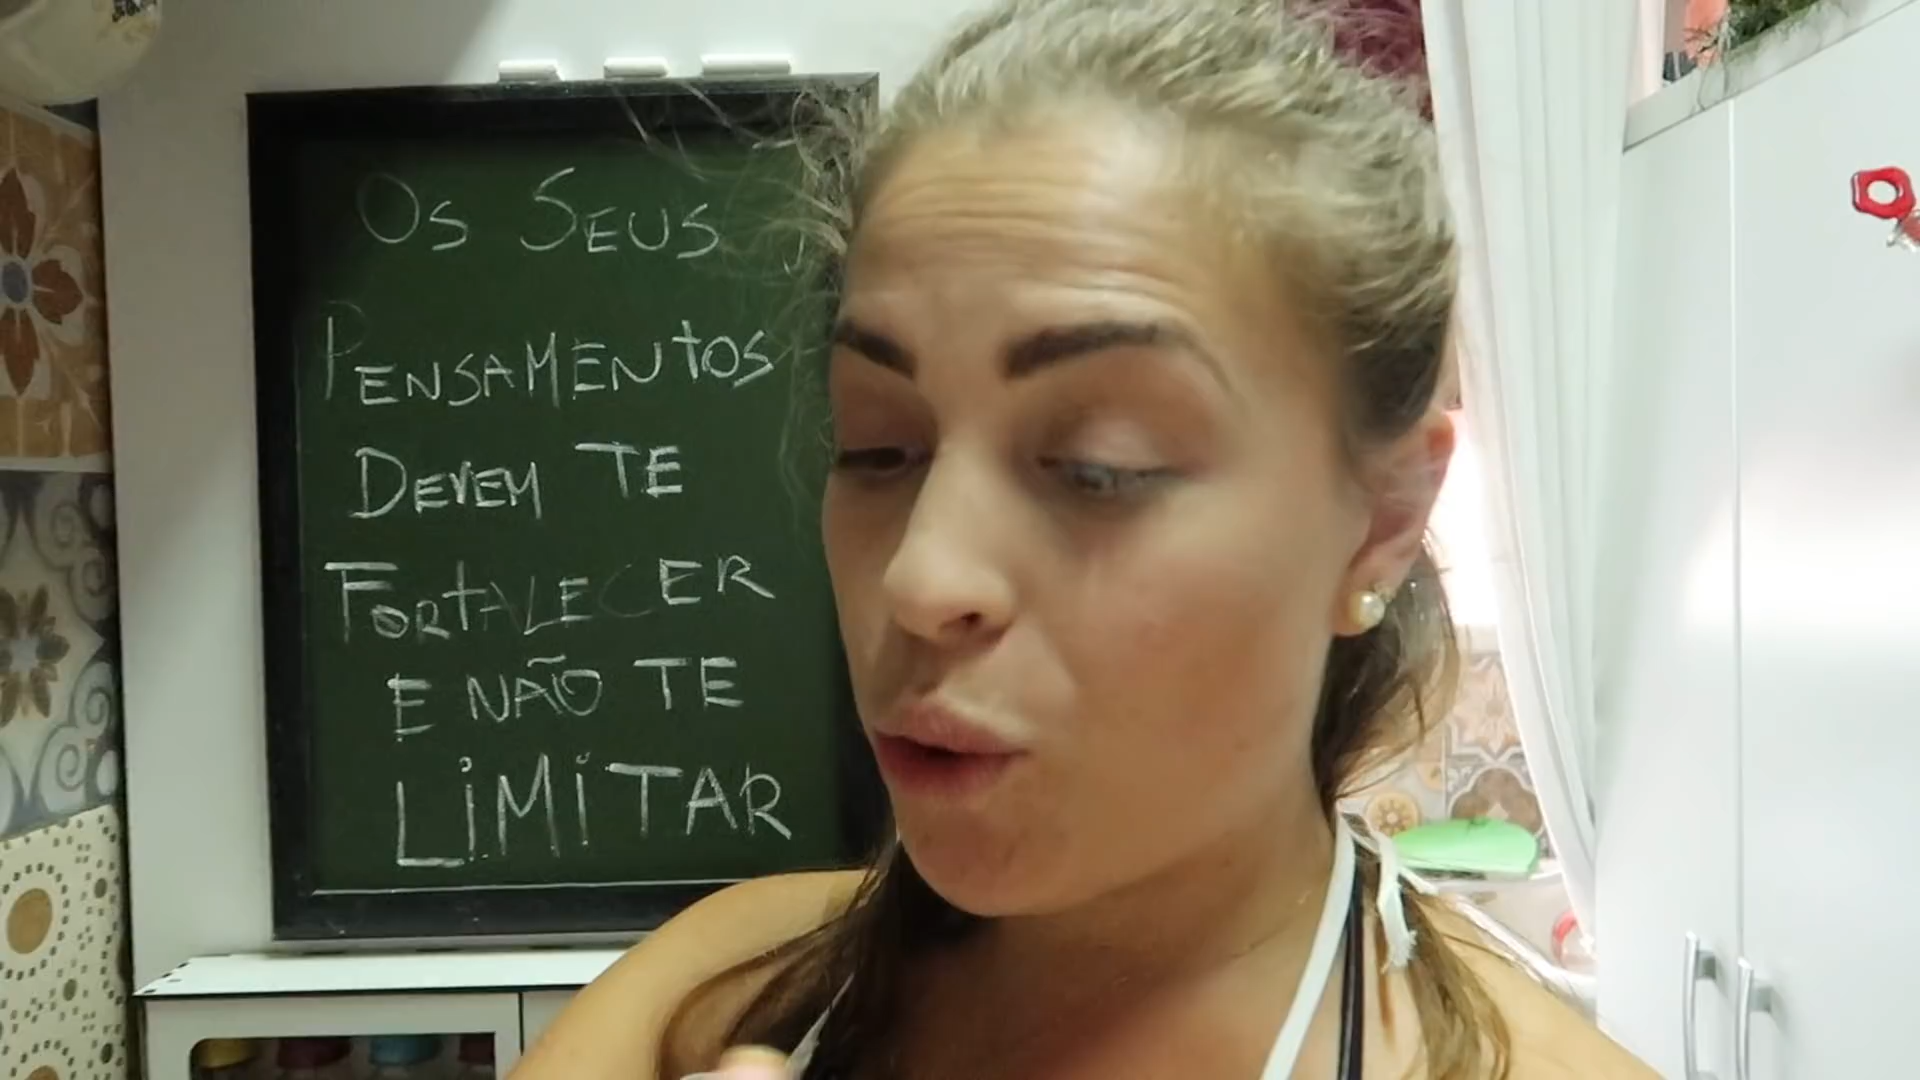 Os SEUS
PENSAMENtOS
DEVEM TE
FORtALECER
E NÃO TE
LiMiTAR